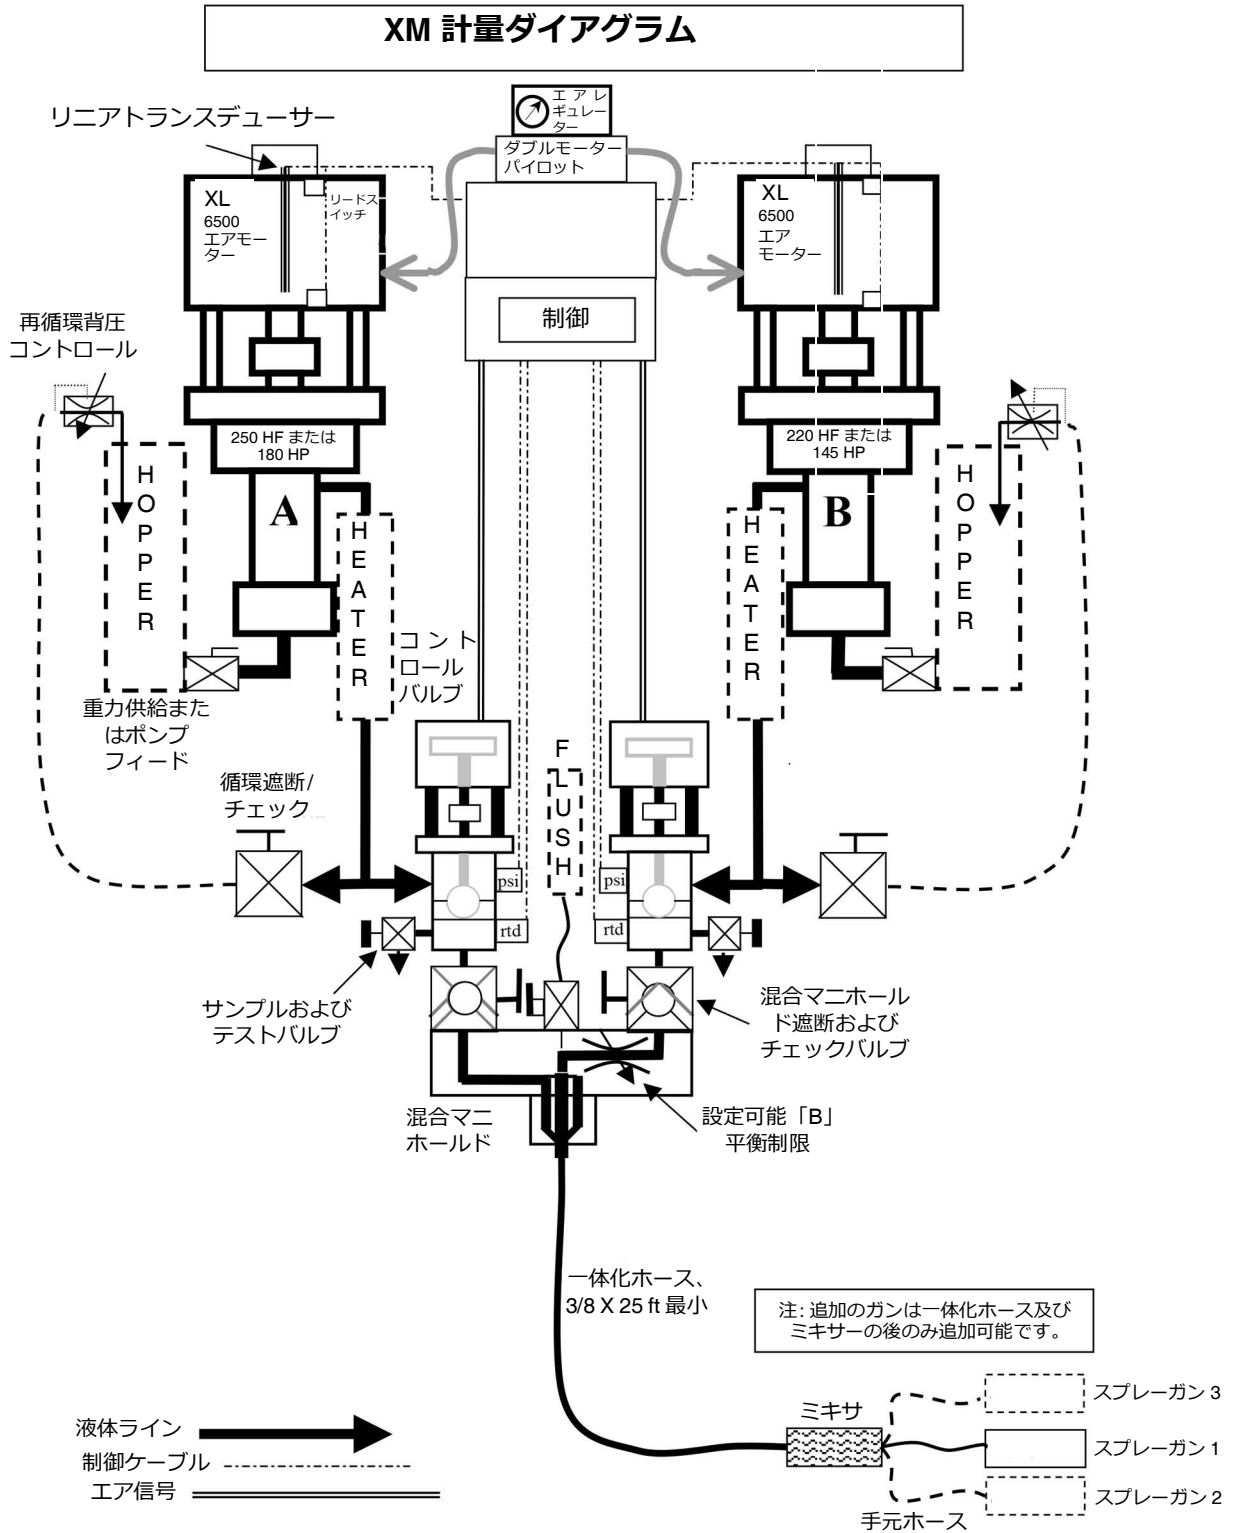 XM 計量ダイアグラム
エアレ
ギュレー
ター
リニアトランスデューサー
ダブルモーター
パイロット
XL
6500
エアモー
ター
リードス
イッチ
XL
6500
エア
モーター
制御
再循環背圧
コントロール
250 HF または
180 HP
220 HF または
145 HP
HOPPER
A
HEATER
HEATER
B
HOPPER
コント
ロール
バルブ
重力供給また
はポンプ
フィード
FLUSH
循環遮断/
チェック
psi
psi
rtd
rtd
サンプルおよび
テストバルブ
混合マニホール
ド遮断および
チェックバルブ
混合マニ
ホールド
設定可能「B」
平衡制限
一体化ホース、
3/8 X 25 ft 最小
注: 追加のガンは一体化ホース及び
ミキサーの後のみ追加可能です。
スプレーガン 3
ミキサ
スプレーガン 1
スプレーガン 2
手元ホース
液体ライン
制御ケーブル
エア信号